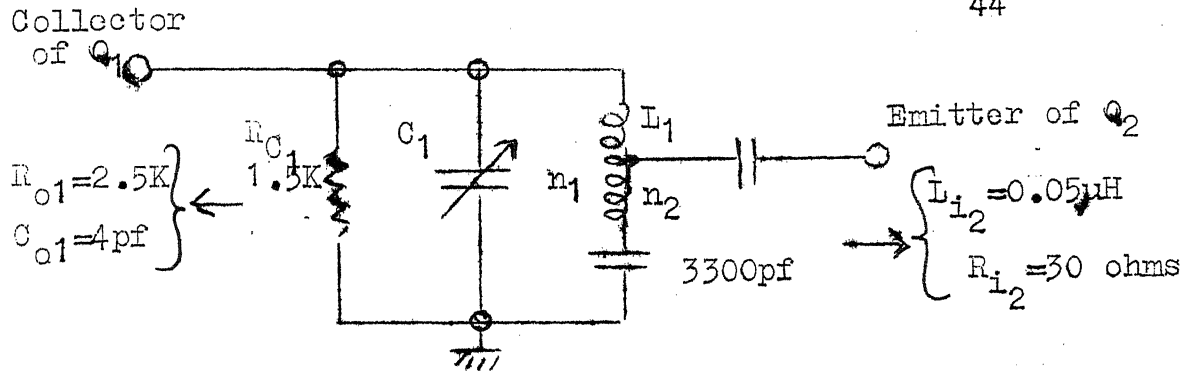 44
Collector
of Q1
RC1
1.5K
C1
L1
n1
n2
3300pf
Ro1=2.5K
Co1=4pf
Emitter of Q2
Li2=0.05µH
Ri2=30 ohms